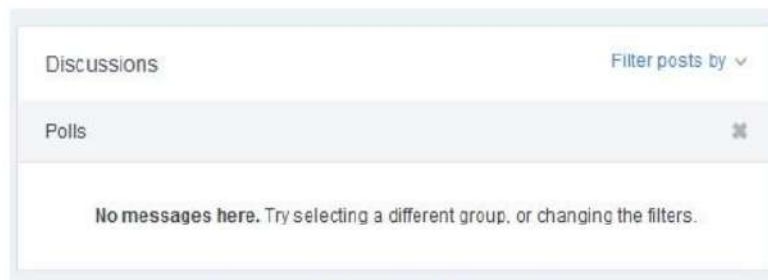 Discussions
Filter posts by
Polls
No messages here. Try selecting a different group, or changing the filters.